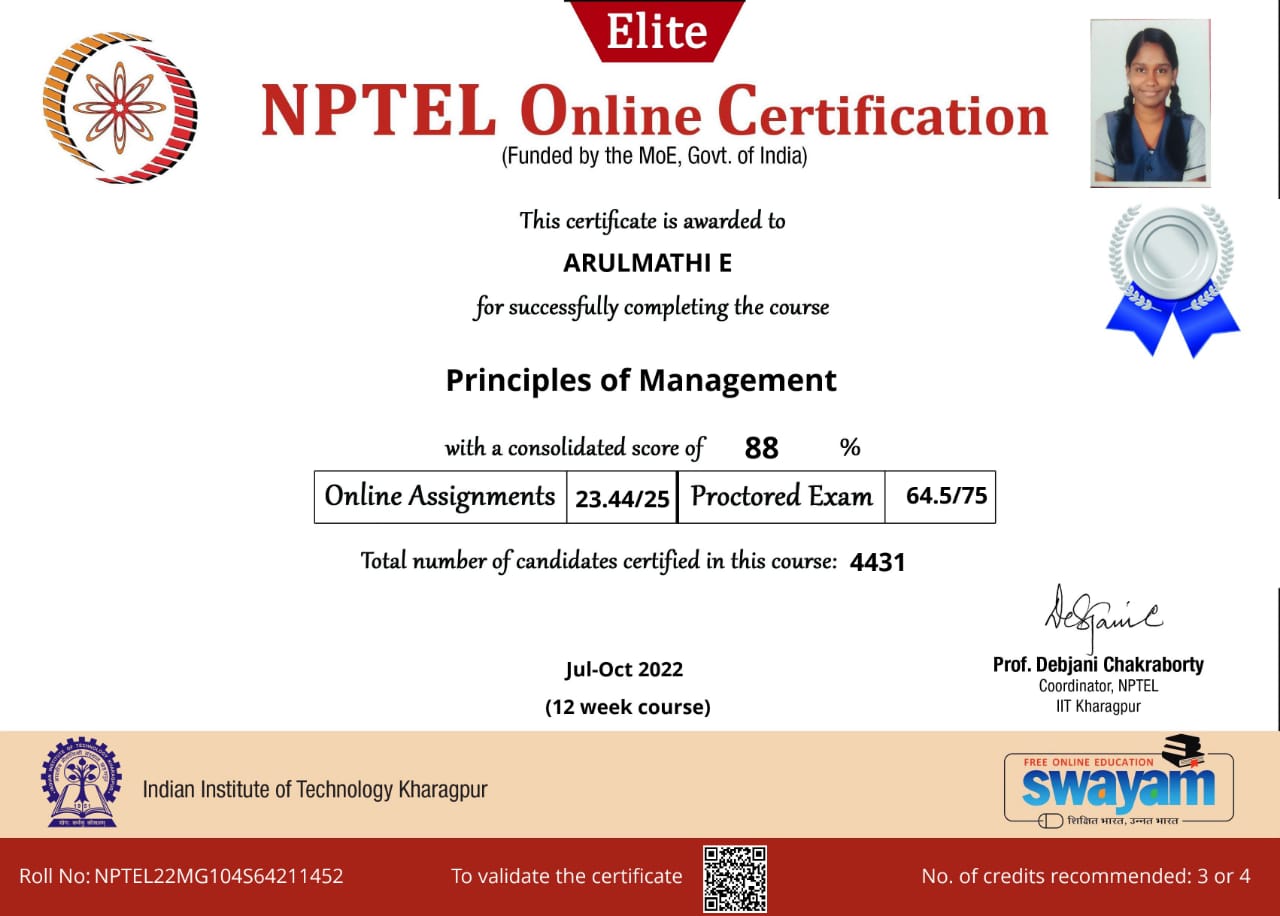 Elite
NPTEL Online Certification
(Funded by the MoE, Govt. of India)
This certificate is awarded to
ARULMATHI E
for successfully completing the course
Principles of Management
with a consolidated score of 88 %
Online Assignments 23.44/25 Proctored Exam 64.5/75
Total number of candidates certified in this course: 4431
Jul-Oct 2022
(12 week course)
Prof. Debjani Chakraborty
Coordinator, NPTEL
IIT Kharagpur
Indian Institute of Technology Kharagpur
FREE ONLINE EDUCATION
swayam
शिक्षित भारत, उन्नत भारत
Roll No: NPTEL22MG104S64211452
To validate the certificate
No. of credits recommended: 3 or 4